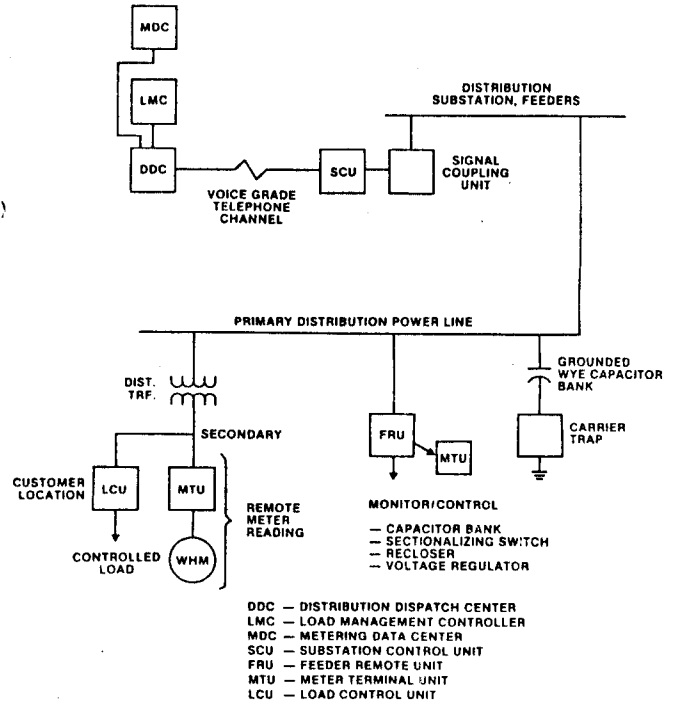 MDC
LMC
DDC
VOICE GRADE
TELEPHONE
CHANNEL
SCU
SIGNAL
COUPLING
UNIT
DISTRIBUTION
SUBSTATION, FEEDERS
PRIMARY DISTRIBUTION POWER LINE
DIST.
TRF.
SECONDARY
CUSTOMER
LOCATION
LCU
MTU
WHM
CONTROLLED
LOAD
REMOTE
METER
READING
FRU
MTU
GROUNDED
WYE CAPACITOR
BANK
CARRIER
TRAP
MONITOR/CONTROL
— CAPACITOR BANK
— SECTIONALIZING SWITCH
— RECLOSER
— VOLTAGE REGULATOR
DDC — DISTRIBUTION DISPATCH CENTER
LMC — LOAD MANAGEMENT CONTROLLER
MDC — METERING DATA CENTER
SCU — SUBSTATION CONTROL UNIT
FRU — FEEDER REMOTE UNIT
MTU — METER TERMINAL UNIT
LCU — LOAD CONTROL UNIT